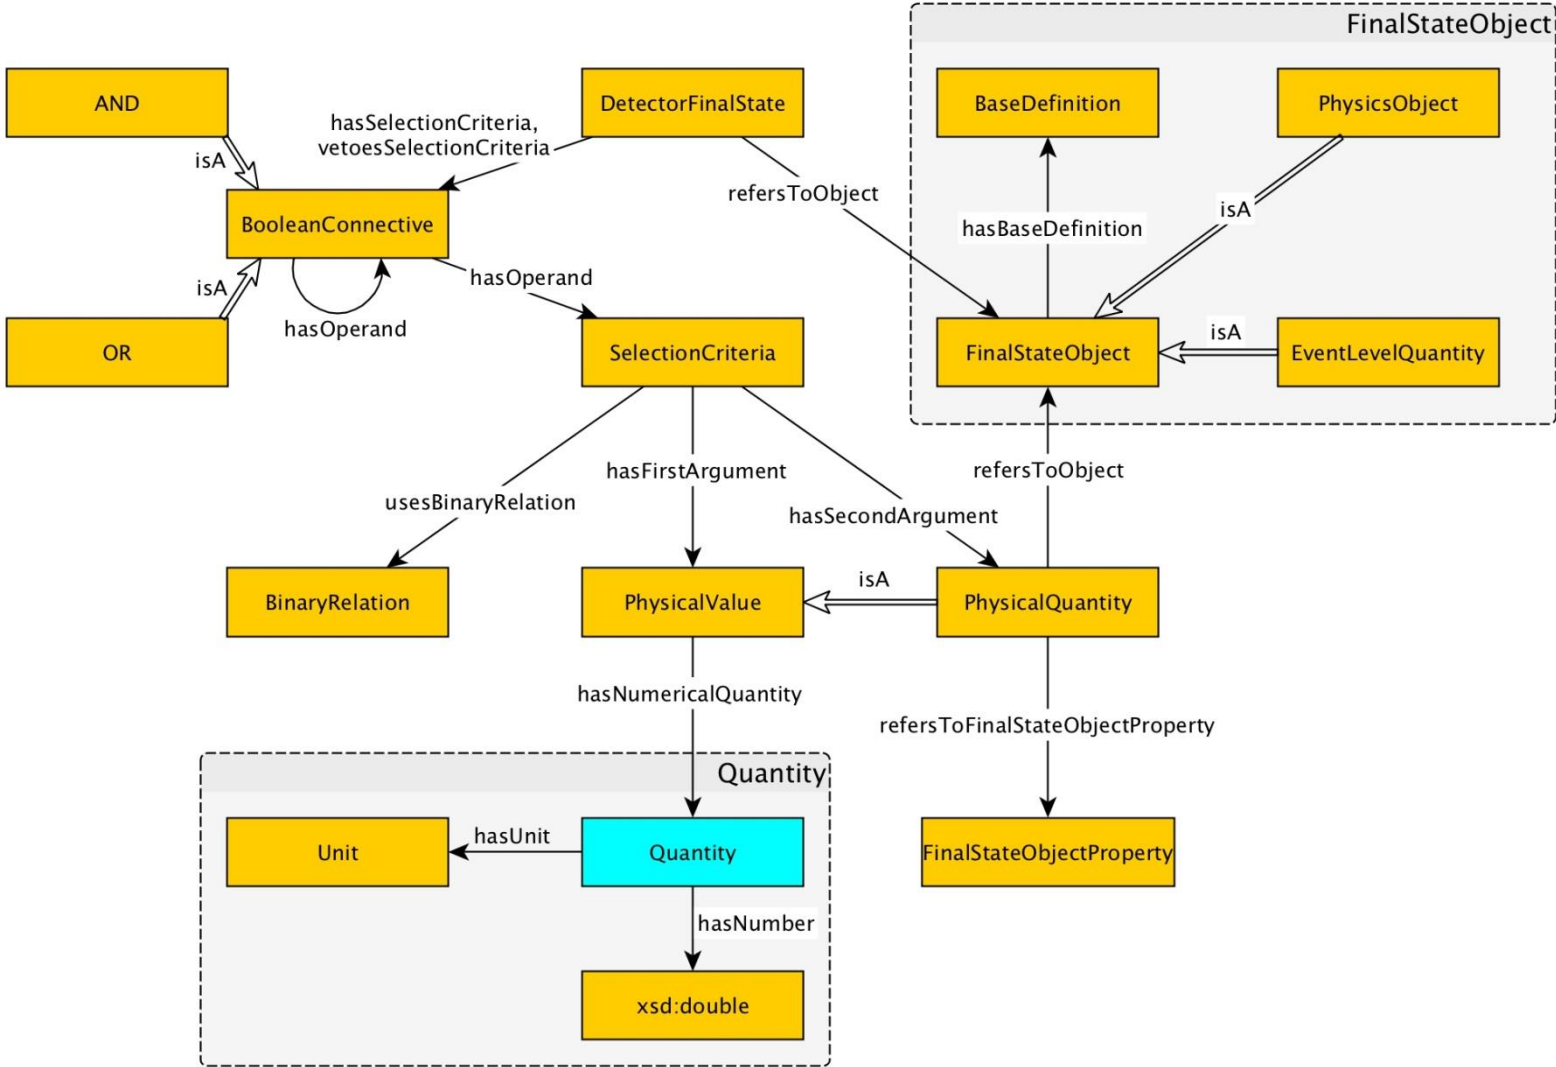 FinalStateObject
AND
DetectorFinalState
BaseDefinition
PhysicsObject
hasSelectionCriteria,
vetoesSelectionCriteria
isA
refersToObject
isA
BooleanConnective
hasBaseDefinition
hasOperand
isA
hasOperand
isA
OR
SelectionCriteria
FinalStateObject
EventLevelQuantity
hasFirstArgument
refersToObject
usesBinaryRelation
hasSecondArgument
isA
BinaryRelation
PhysicalValue
PhysicalQuantity
hasNumericalQuantity
refersToFinalStateObjectProperty
Quantity
hasUnit
Unit
Quantity
FinalStateObjectProperty
hasNumber
xsd:double